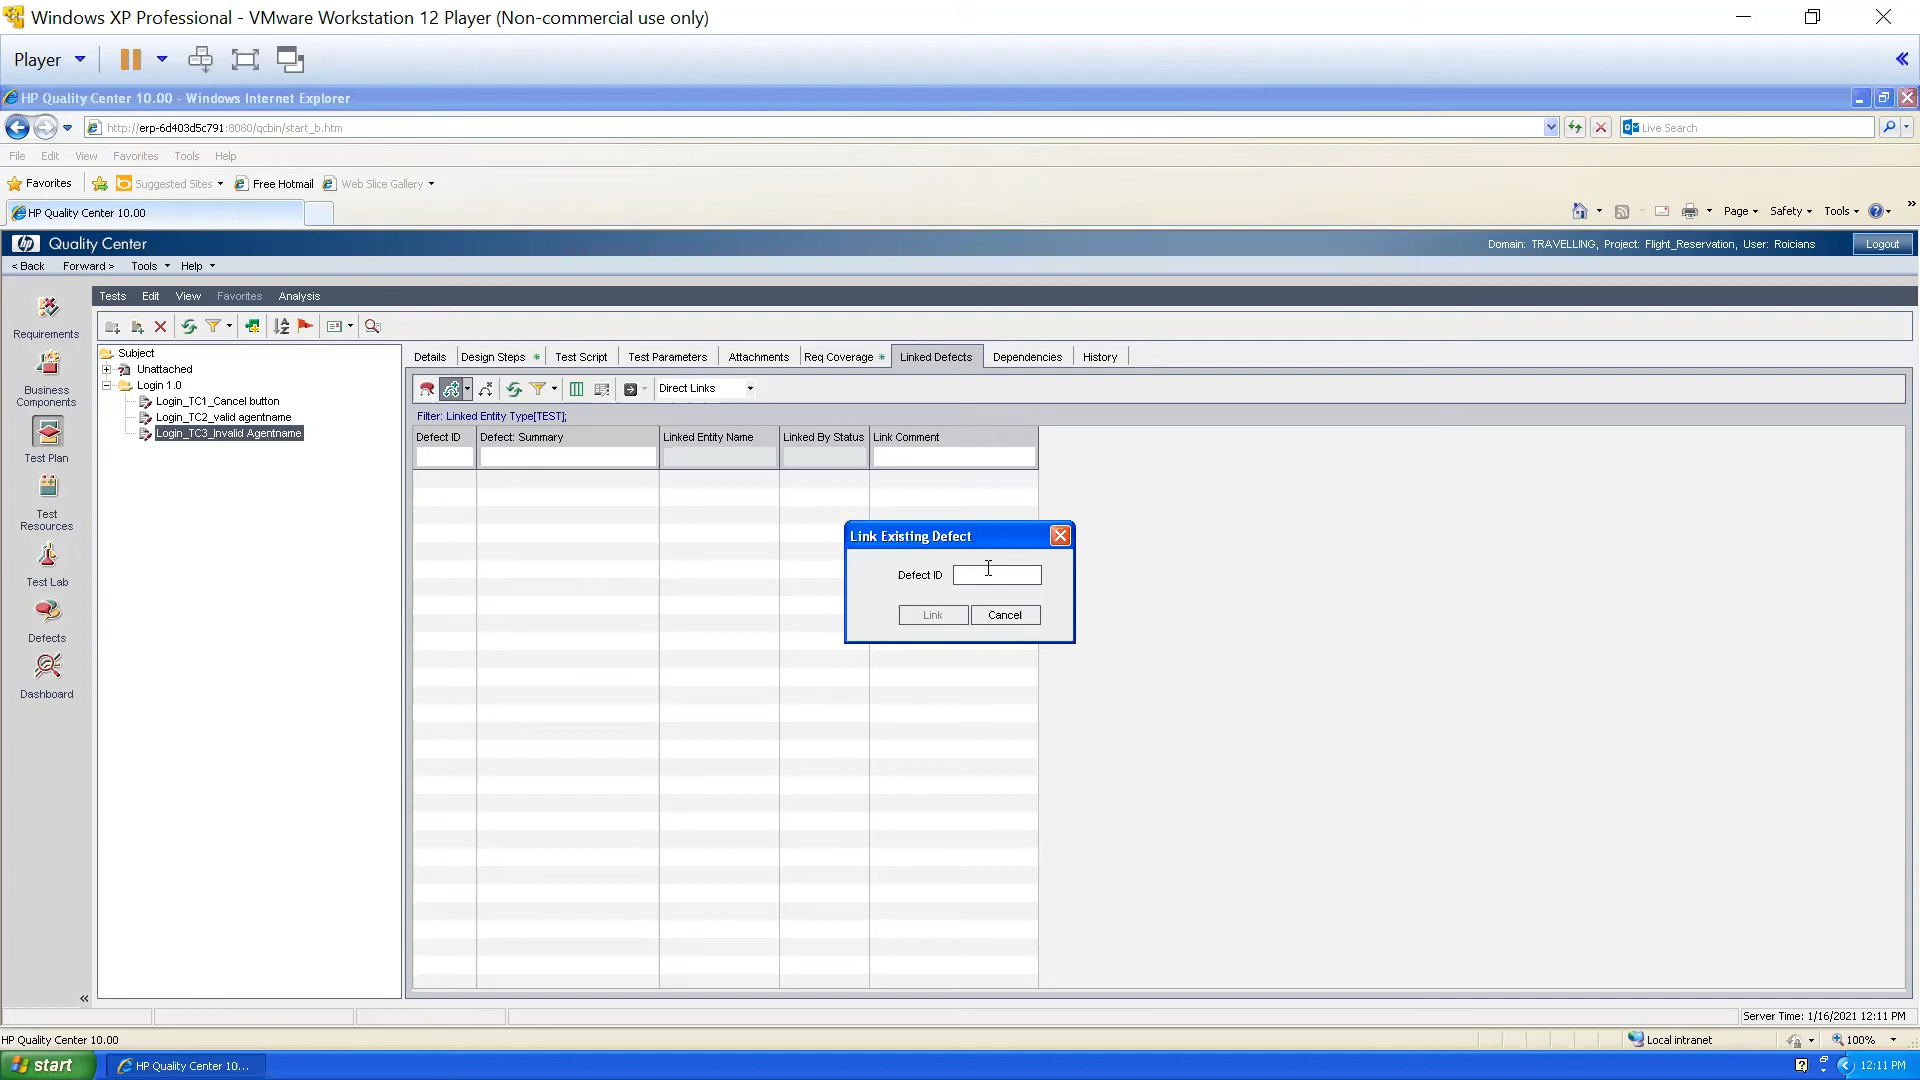 Windows XP Professional - VMware Workstation 12 Player (Non-commercial use only)
Player
HP Quality Center 10.00 - Windows Internet Explorer
http://erp-6d403d5c791:8080/qcbin/start_b.htm
Live Search
File Edit View Favorites Tools Help
Favorites Suggested Sites Free Hotmail Web Slice Gallery
HP Quality Center 10.00
Page Safety Tools
hp Quality Center
Domain: TRAVELLING, Project: Flight_Reservation, User: Roicians Logout
< Back Forward > Tools Help
Tests Edit View Favorites Analysis
Requirements
Business Components
Test Plan
Test Resources
Test Lab
Defects
Dashboard
Subject
Unattached
Login 1.0
Login_TC1_Cancel button
Login_TC2_valid agentname
Login_TC3_Invalid Agentname
Details Design Steps * Test Script Test Parameters Attachments Req Coverage * Linked Defects Dependencies History
Direct Links
Filter: Linked Entity Type[TEST];
Defect ID Defect: Summary Linked Entity Name Linked By Status Link Comment
Link Existing Defect
Defect ID
Link Cancel
Server Time: 1/16/2021 12:11 PM
HP Quality Center 10.00
Local intranet
100%
start
HP Quality Center 10...
12:11 PM